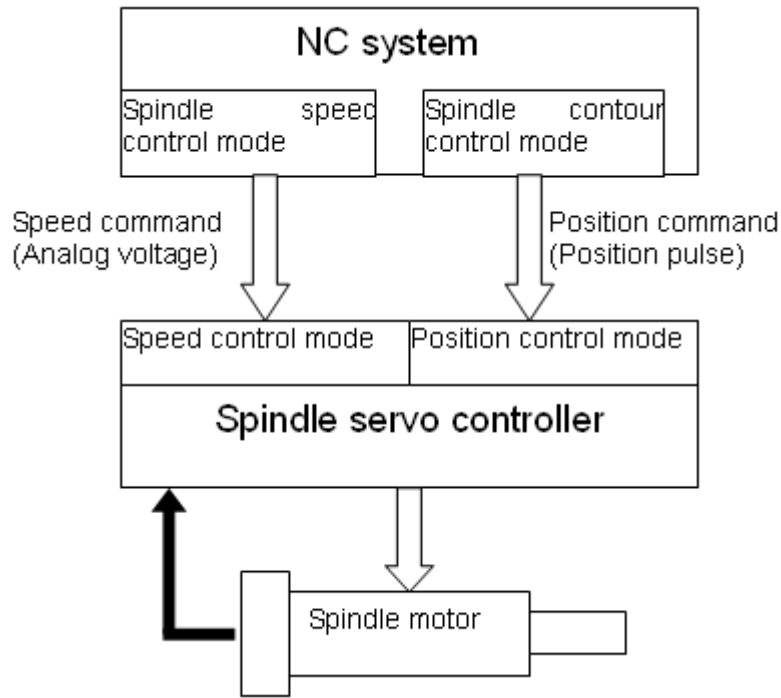 NC system
Spindle speed
control mode
Spindle contour
control mode
Speed command
(Analog voltage)
Position command
(Position pulse)
Speed control mode
Position control mode
Spindle servo controller
Spindle motor